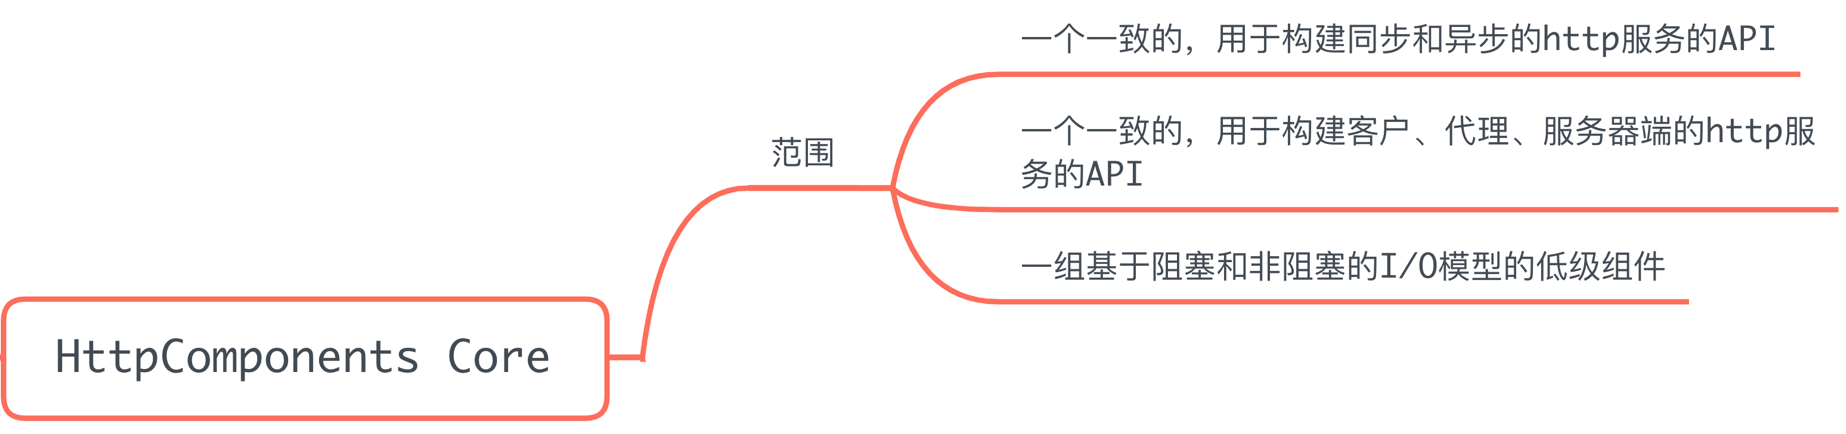 一个一致的，用于构建同步和异步的http服务的API
一个一致的，用于构建客户、代理、服务器端的http服
务的API
范围
一组基于阻塞和非阻塞的I/O模型的低级组件
HttpComponents Core